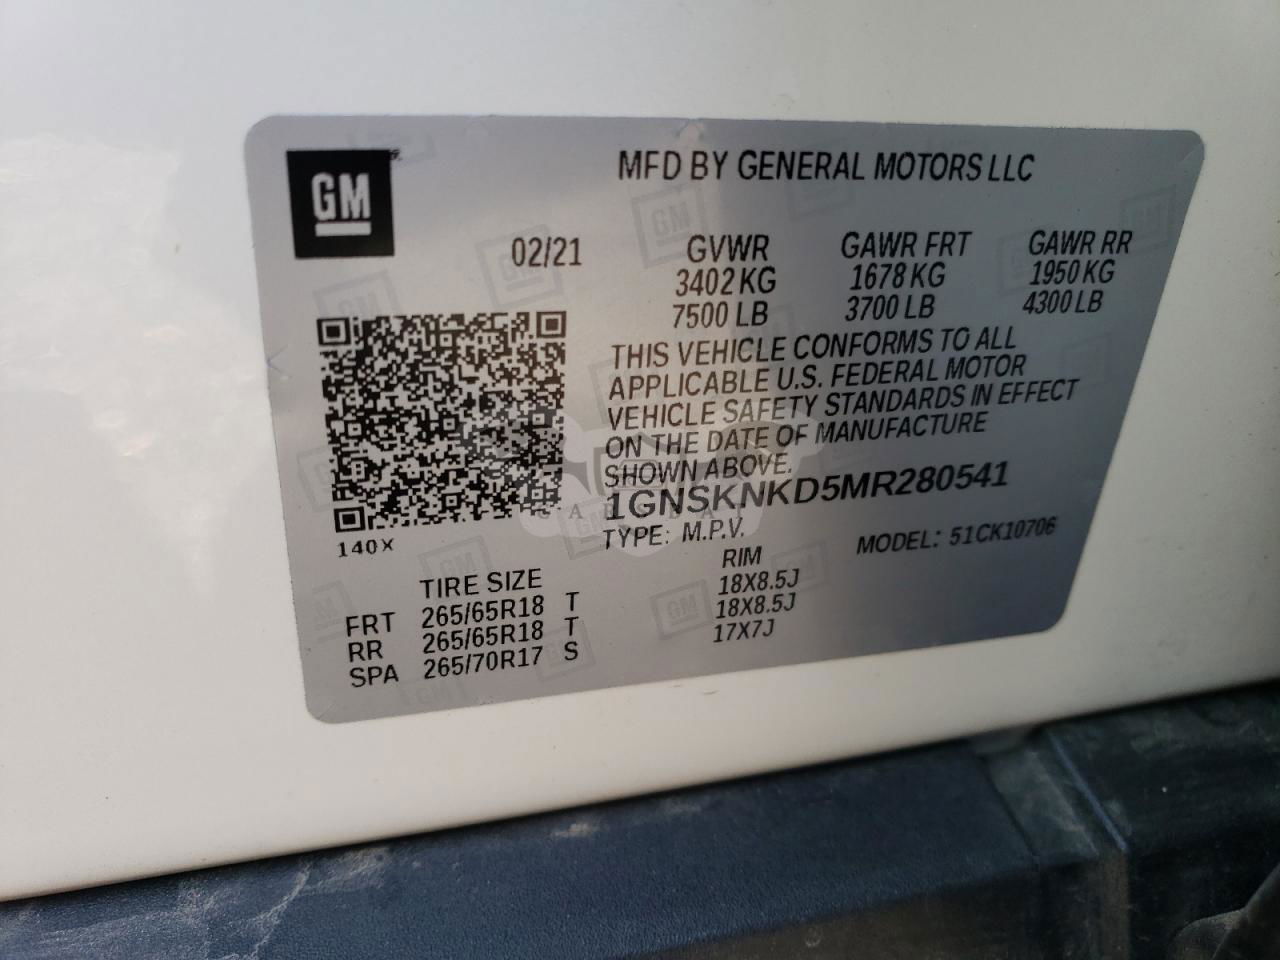 GM
MFD BY GENERAL MOTORS LLC
02/21 GVWR GAWR FRT GAWR RR
3402 KG 1678 KG 1950 KG
7500 LB 3700 LB 4300 LB
THIS VEHICLE CONFORMS TO ALL
APPLICABLE U.S. FEDERAL MOTOR
VEHICLE SAFETY STANDARDS IN EFFECT
ON THE DATE OF MANUFACTURE
SHOWN ABOVE.
1GNSKNKD5MR280541
TYPE: M.P.V. MODEL: 51CK10706
140X
TIRE SIZE RIM
FRT 265/65R18 T 18X8.5J
RR 265/65R18 T 18X8.5J
SPA 265/70R17 S 17X7J